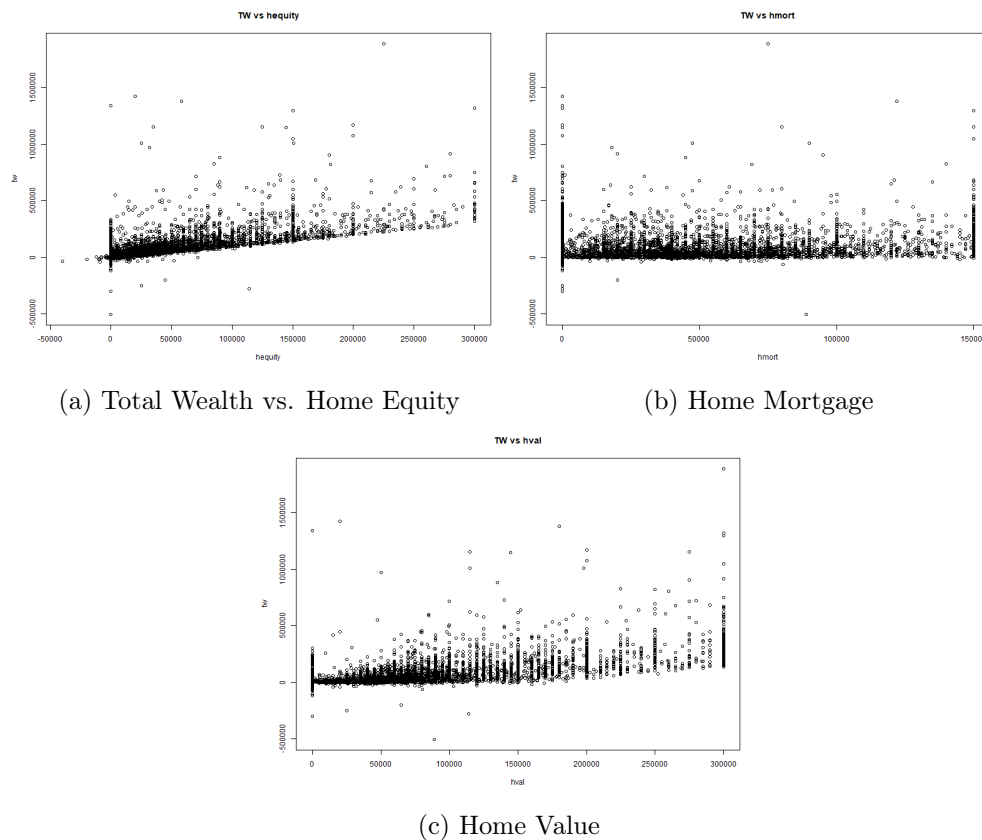 TW vs hequity
tw
-500000 0 500000 1000000 1500000
-50000 0 50000 100000 150000 200000 250000 300000
hequity
(a) Total Wealth vs. Home Equity
TW vs hmort
tw
-500000 0 500000 1000000 1500000
0 50000 100000 150000
hmort
(b) Home Mortgage
TW vs hval
tw
-500000 0 500000 1000000 1500000
0 50000 100000 150000 200000 250000 300000
hval
(c) Home Value